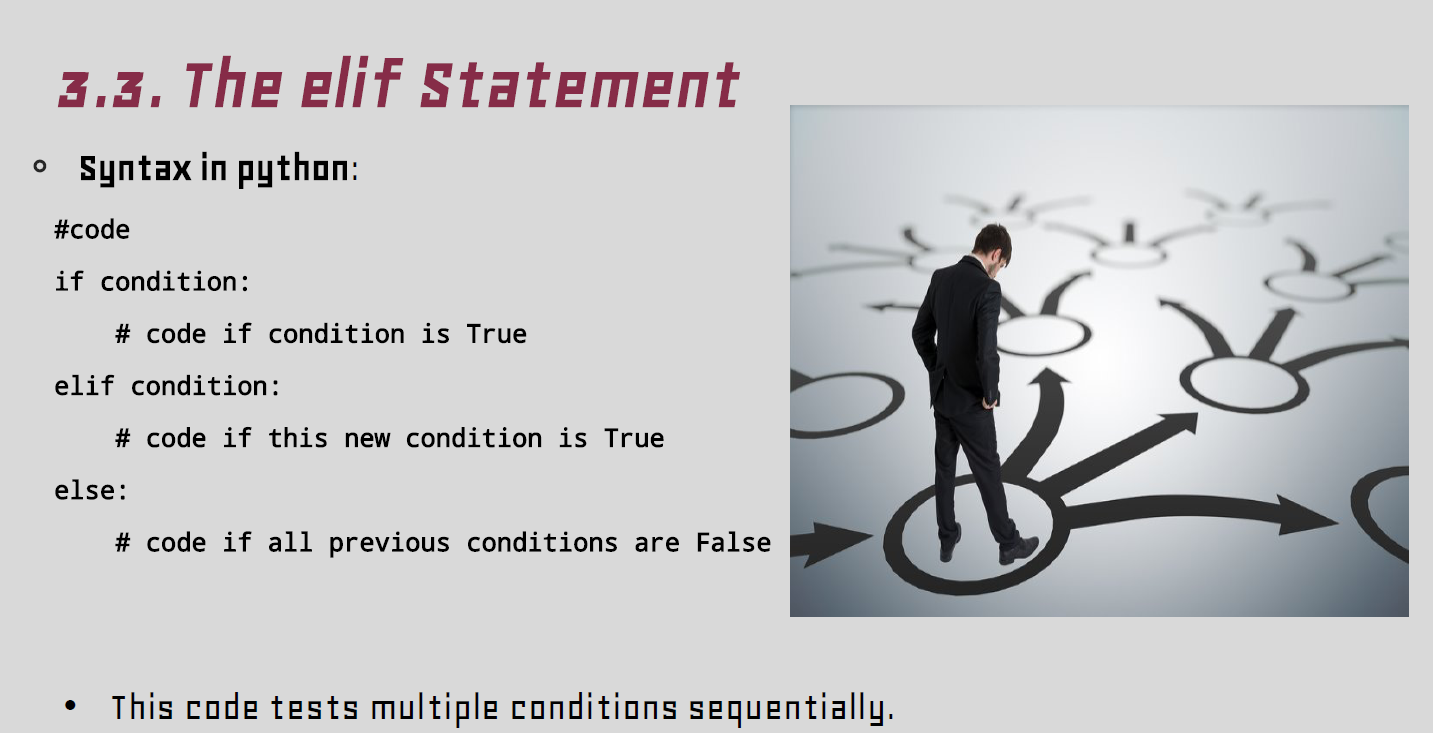 3.3. The elif Statement
Syntax in python:
#code
if condition:
    # code if condition is True
elif condition:
    # code if this new condition is True
else:
    # code if all previous conditions are False
• This code tests multiple conditions sequentially.